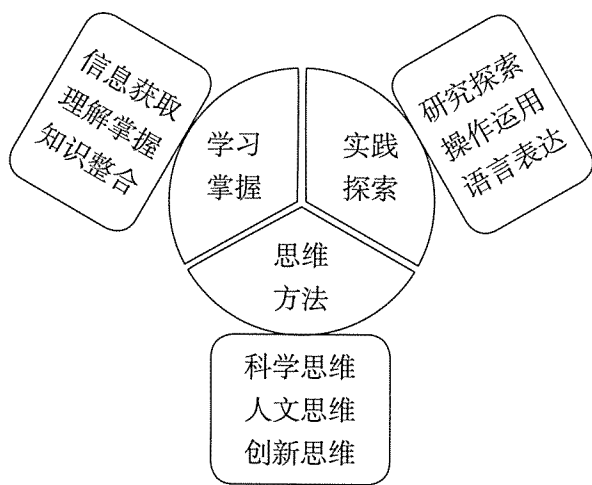 信息获取
理解掌握
知识整合
学习
掌握
实践
探索
研究探索
操作运用
语言表达
思维
方法
科学思维
人文思维
创新思维